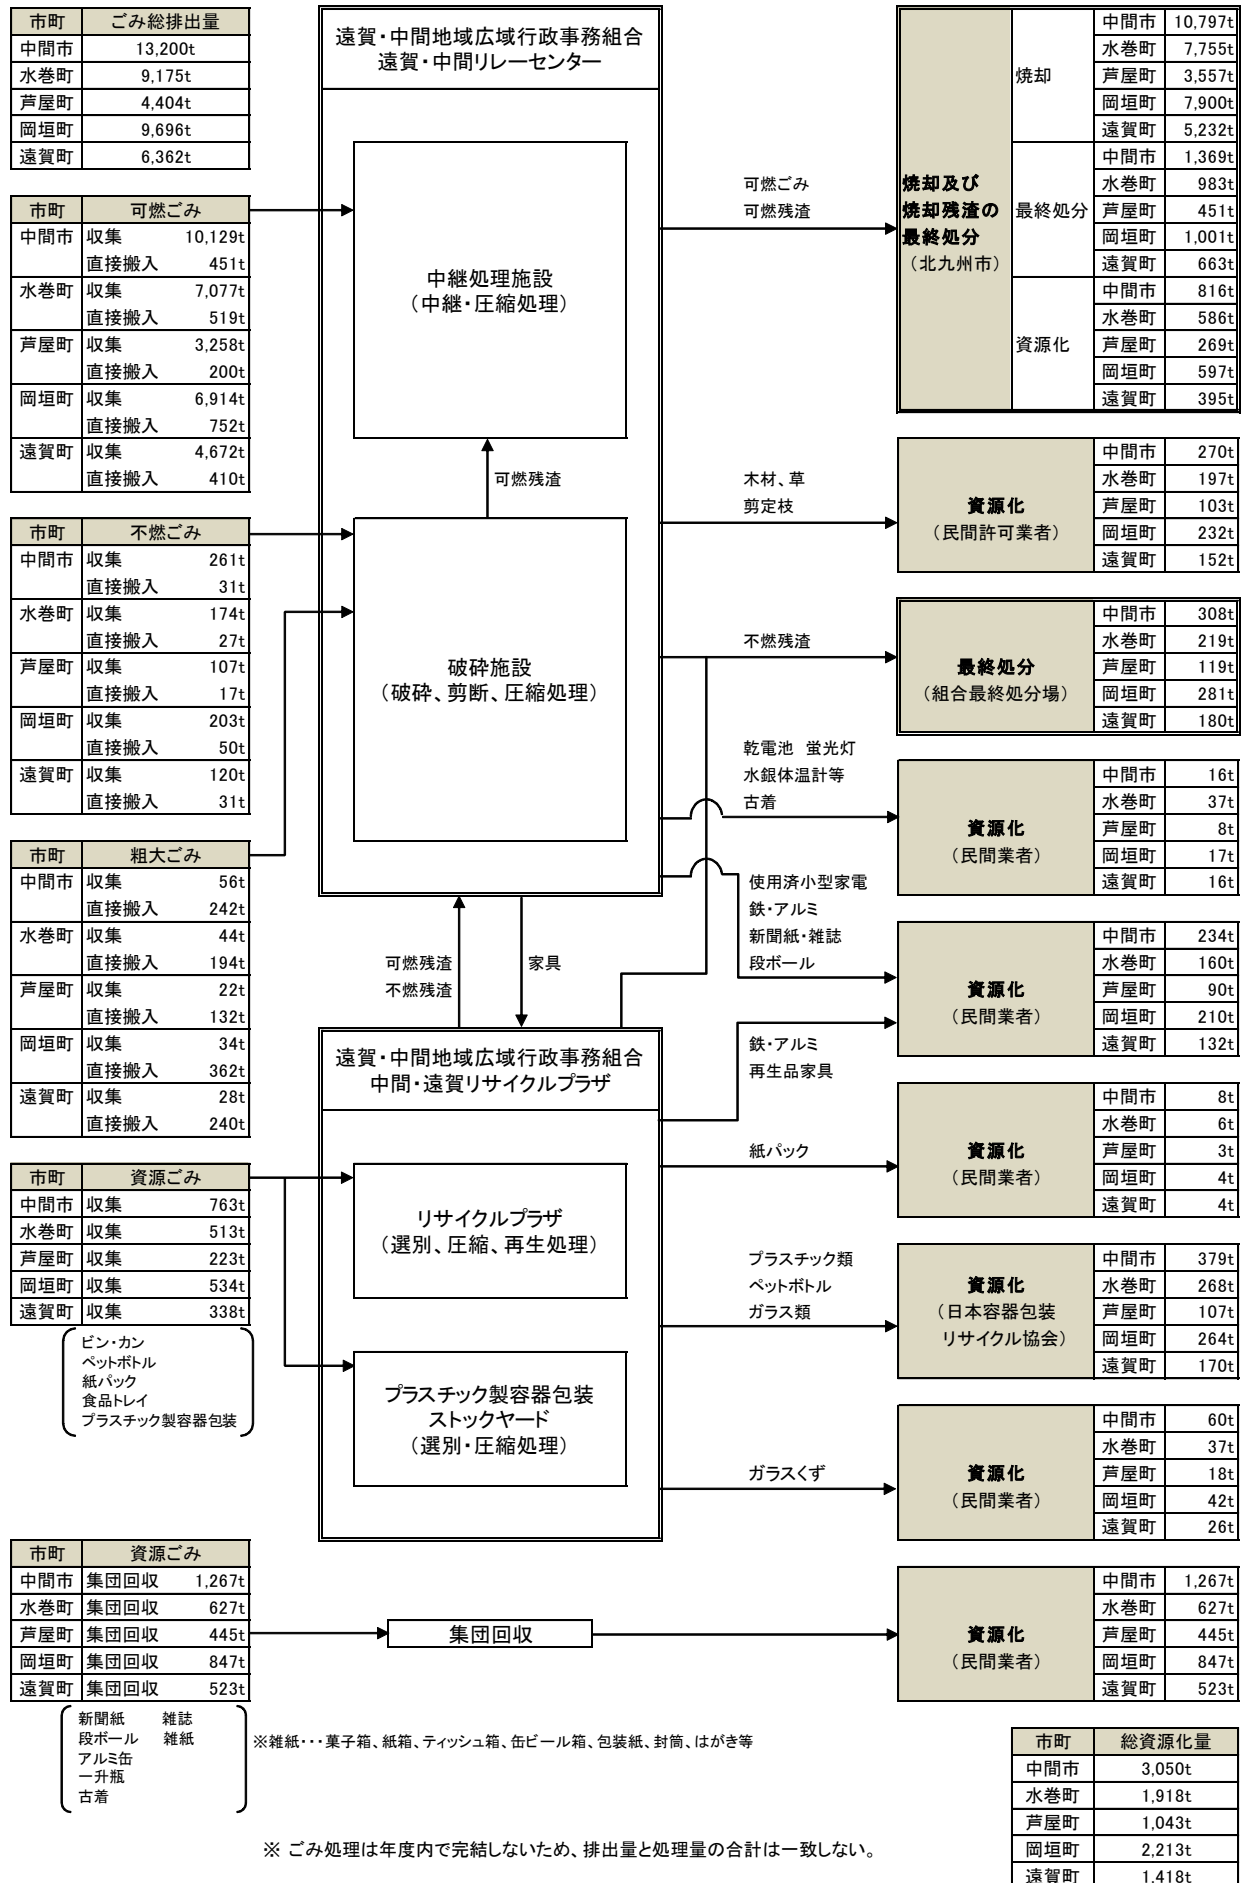 市町 ごみ総排出量
中間市 13,200t
水巻町 9,175t
芦屋町 4,404t
岡垣町 9,696t
遠賀町 6,362t
市町 可燃ごみ
中間市 収集 10,129t
直接搬入 451t
水巻町 収集 7,077t
直接搬入 519t
芦屋町 収集 3,258t
直接搬入 200t
岡垣町 収集 6,914t
直接搬入 752t
遠賀町 収集 4,672t
直接搬入 410t
市町 不燃ごみ
中間市 収集 261t
直接搬入 31t
水巻町 収集 174t
直接搬入 27t
芦屋町 収集 107t
直接搬入 17t
岡垣町 収集 203t
直接搬入 50t
遠賀町 収集 120t
直接搬入 31t
市町 粗大ごみ
中間市 収集 56t
直接搬入 242t
水巻町 収集 44t
直接搬入 194t
芦屋町 収集 22t
直接搬入 132t
岡垣町 収集 34t
直接搬入 362t
遠賀町 収集 28t
直接搬入 240t
市町 資源ごみ
中間市 収集 763t
水巻町 収集 513t
芦屋町 収集 223t
岡垣町 収集 534t
遠賀町 収集 338t
ビン・カン
ペットボトル
紙パック
食品トレイ
プラスチック製容器包装
市町 資源ごみ
中間市 集団回収 1,267t
水巻町 集団回収 627t
芦屋町 集団回収 445t
岡垣町 集団回収 847t
遠賀町 集団回収 523t
新聞紙 雑誌
段ボール 雑紙
アルミ缶
一升瓶
古着
※雑紙・・・菓子箱、紙箱、ティッシュ箱、缶ビール箱、包装紙、封筒、はがき等
遠賀・中間地域広域行政事務組合
遠賀・中間リレーセンター
中継処理施設
（中継・圧縮処理）
可燃残渣
破砕施設
（破砕、剪断、圧縮処理）
可燃残渣
不燃残渣
家具
遠賀・中間地域広域行政事務組合
中間・遠賀リサイクルプラザ
リサイクルプラザ
（選別、圧縮、再生処理）
プラスチック製容器包装
ストックヤード
（選別・圧縮処理）
集団回収
可燃ごみ
可燃残渣
木材、草
剪定枝
不燃残渣
乾電池 蛍光灯
水銀体温計等
古着
使用済小型家電
鉄・アルミ
新聞紙・雑誌
段ボール
鉄・アルミ
再生品家具
紙パック
プラスチック類
ペットボトル
ガラス類
ガラスくず
焼却及び
焼却残渣の
最終処分
（北九州市）
焼却
中間市 10,797t
水巻町 7,755t
芦屋町 3,557t
岡垣町 7,900t
遠賀町 5,232t
最終処分
中間市 1,369t
水巻町 983t
芦屋町 451t
岡垣町 1,001t
遠賀町 663t
資源化
中間市 816t
水巻町 586t
芦屋町 269t
岡垣町 597t
遠賀町 395t
資源化
（民間許可業者）
中間市 270t
水巻町 197t
芦屋町 103t
岡垣町 232t
遠賀町 152t
最終処分
（組合最終処分場）
中間市 308t
水巻町 219t
芦屋町 119t
岡垣町 281t
遠賀町 180t
資源化
（民間業者）
中間市 16t
水巻町 37t
芦屋町 8t
岡垣町 17t
遠賀町 16t
資源化
（民間業者）
中間市 234t
水巻町 160t
芦屋町 90t
岡垣町 210t
遠賀町 132t
資源化
（民間業者）
中間市 8t
水巻町 6t
芦屋町 3t
岡垣町 4t
遠賀町 4t
資源化
（日本容器包装
リサイクル協会）
中間市 379t
水巻町 268t
芦屋町 107t
岡垣町 264t
遠賀町 170t
資源化
（民間業者）
中間市 60t
水巻町 37t
芦屋町 18t
岡垣町 42t
遠賀町 26t
資源化
（民間業者）
中間市 1,267t
水巻町 627t
芦屋町 445t
岡垣町 847t
遠賀町 523t
市町 総資源化量
中間市 3,050t
水巻町 1,918t
芦屋町 1,043t
岡垣町 2,213t
遠賀町 1,418t
※ ごみ処理は年度内で完結しないため、排出量と処理量の合計は一致しない。